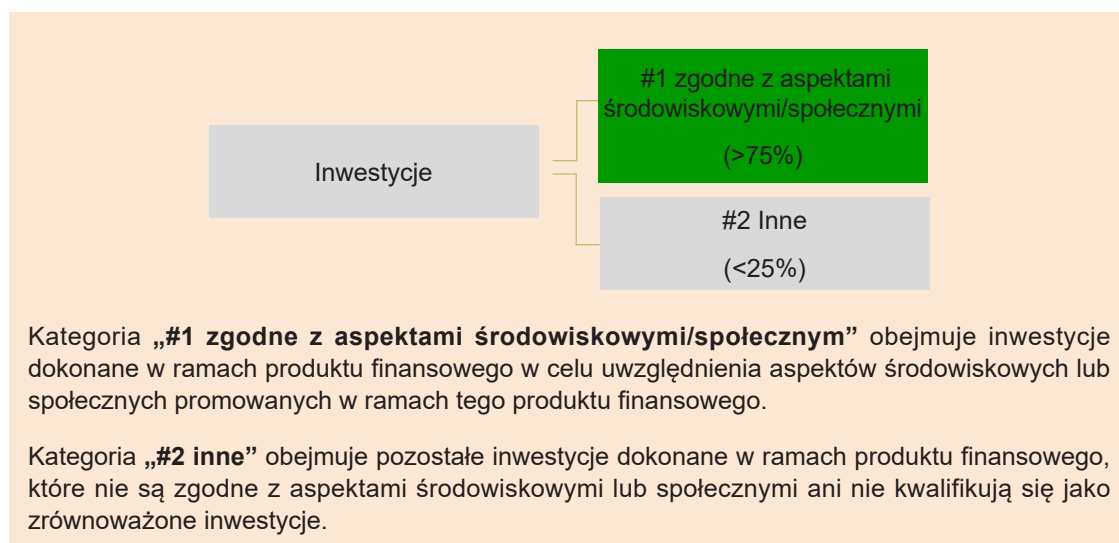 #1 zgodne z aspektami
środowiskowymi/społecznymi
(>75%)
Inwestycje
#2 Inne
(<25%)
Kategoria „#1 zgodne z aspektami środowiskowymi/społecznym” obejmuje inwestycje
dokonane w ramach produktu finansowego w celu uwzględnienia aspektów środowiskowych lub
społecznych promowanych w ramach tego produktu finansowego.
Kategoria „#2 inne” obejmuje pozostałe inwestycje dokonane w ramach produktu finansowego,
które nie są zgodne z aspektami środowiskowymi lub społecznymi ani nie kwalifikują się jako
zrównoważone inwestycje.